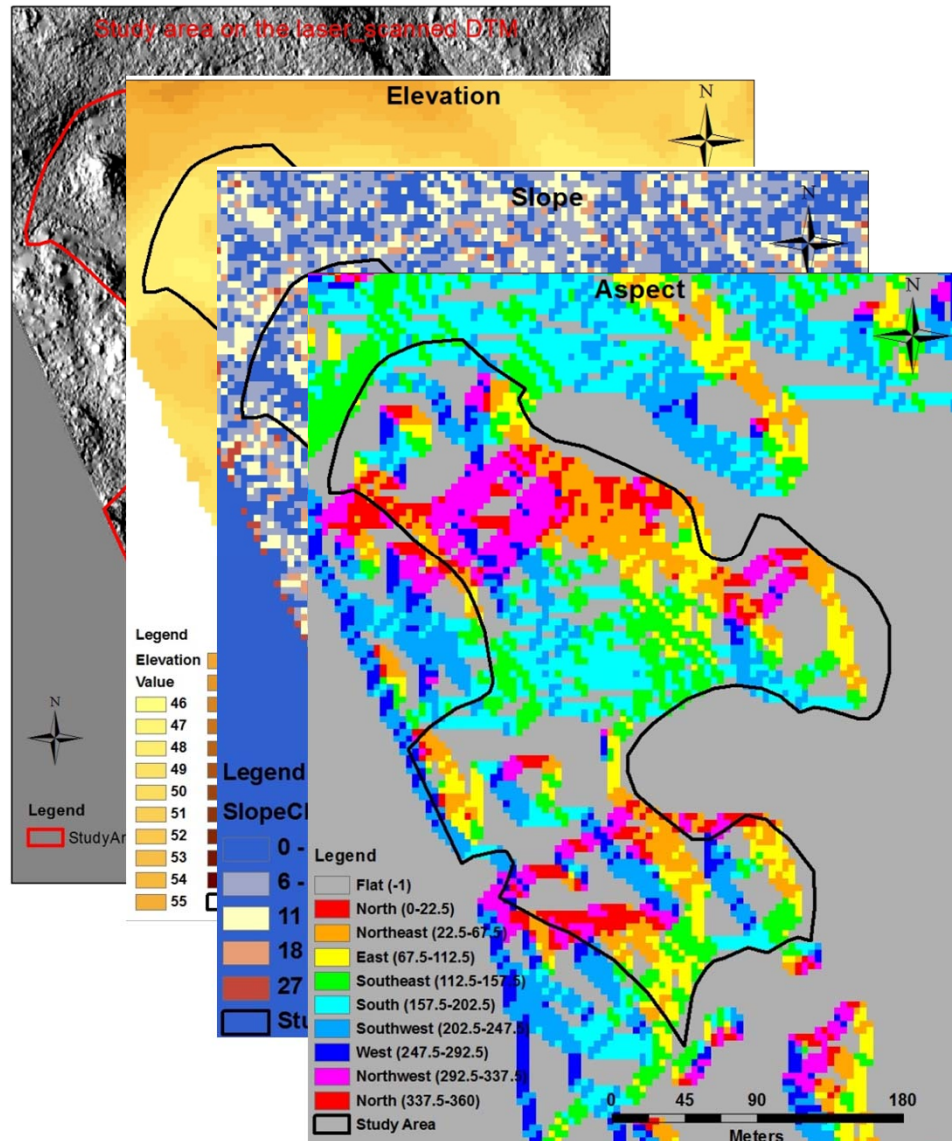 Study area on the laser_scanned DTM
N
Legend
StudyAr
Elevation
N
Legend
Elevation
Value
46
47
48
49
50
51
52
53
54
55
Slope
N
Legend
SlopeCl
0 -
6 -
11
18
27
Stu
Aspect
N
Legend
Flat (-1)
North (0-22.5)
Northeast (22.5-67.5)
East (67.5-112.5)
Southeast (112.5-157.5)
South (157.5-202.5)
Southwest (202.5-247.5)
West (247.5-292.5)
Northwest (292.5-337.5)
North (337.5-360)
Study Area
0 45 90 180
Meters